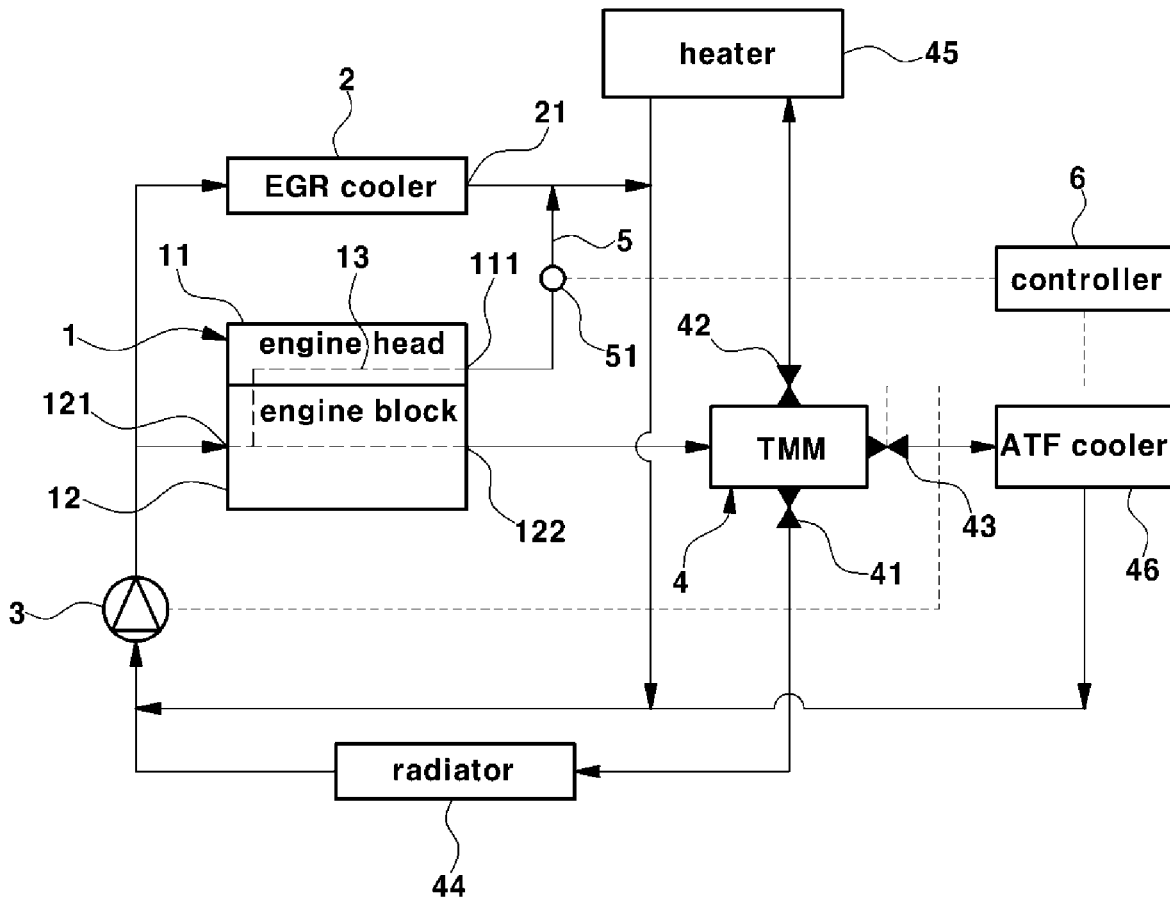 heater
45
2
21
EGR cooler
6
5
11
13
111
controller
1
engine head
51
42
121
engine block
TMM
ATF cooler
12
122
43
4
41
46
3
radiator
44